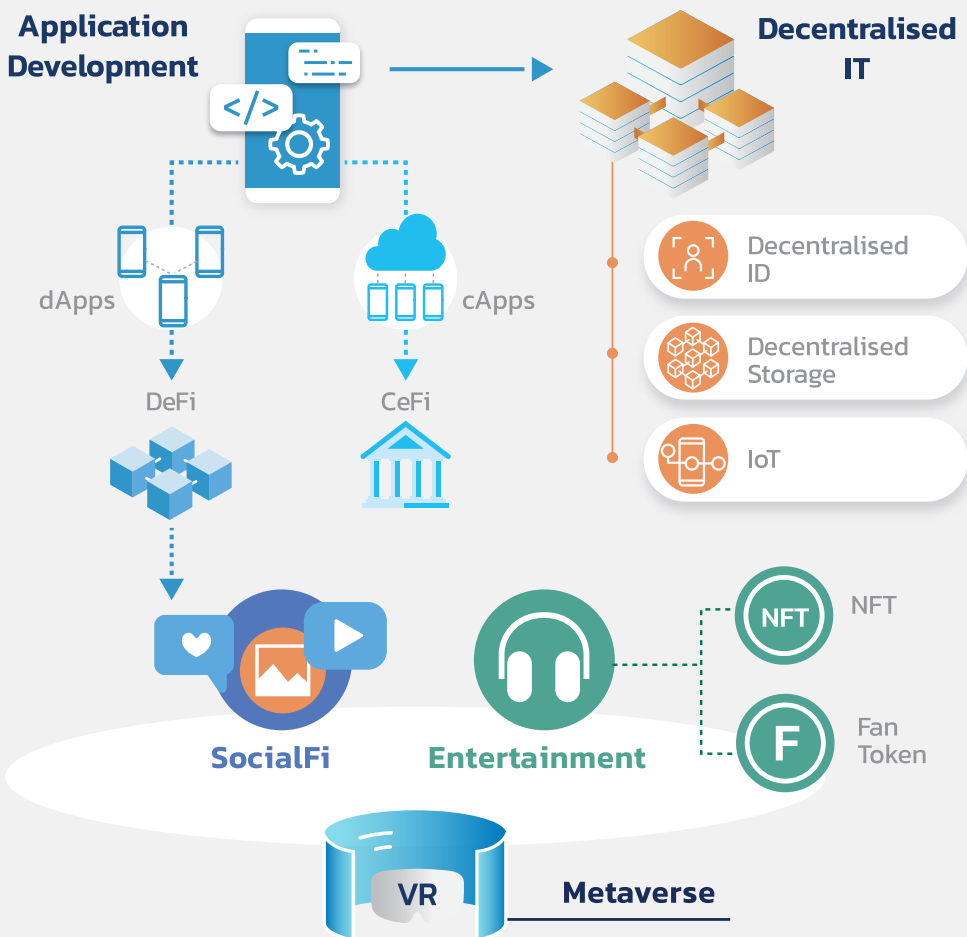 Application
Development
Decentralised
IT
</>
dApps
cApps
Decentralised
ID
Decentralised
Storage
IoT
DeFi
CeFi
NFT
NFT
F
Fan
Token
SocialFi
Entertainment
VR
Metaverse